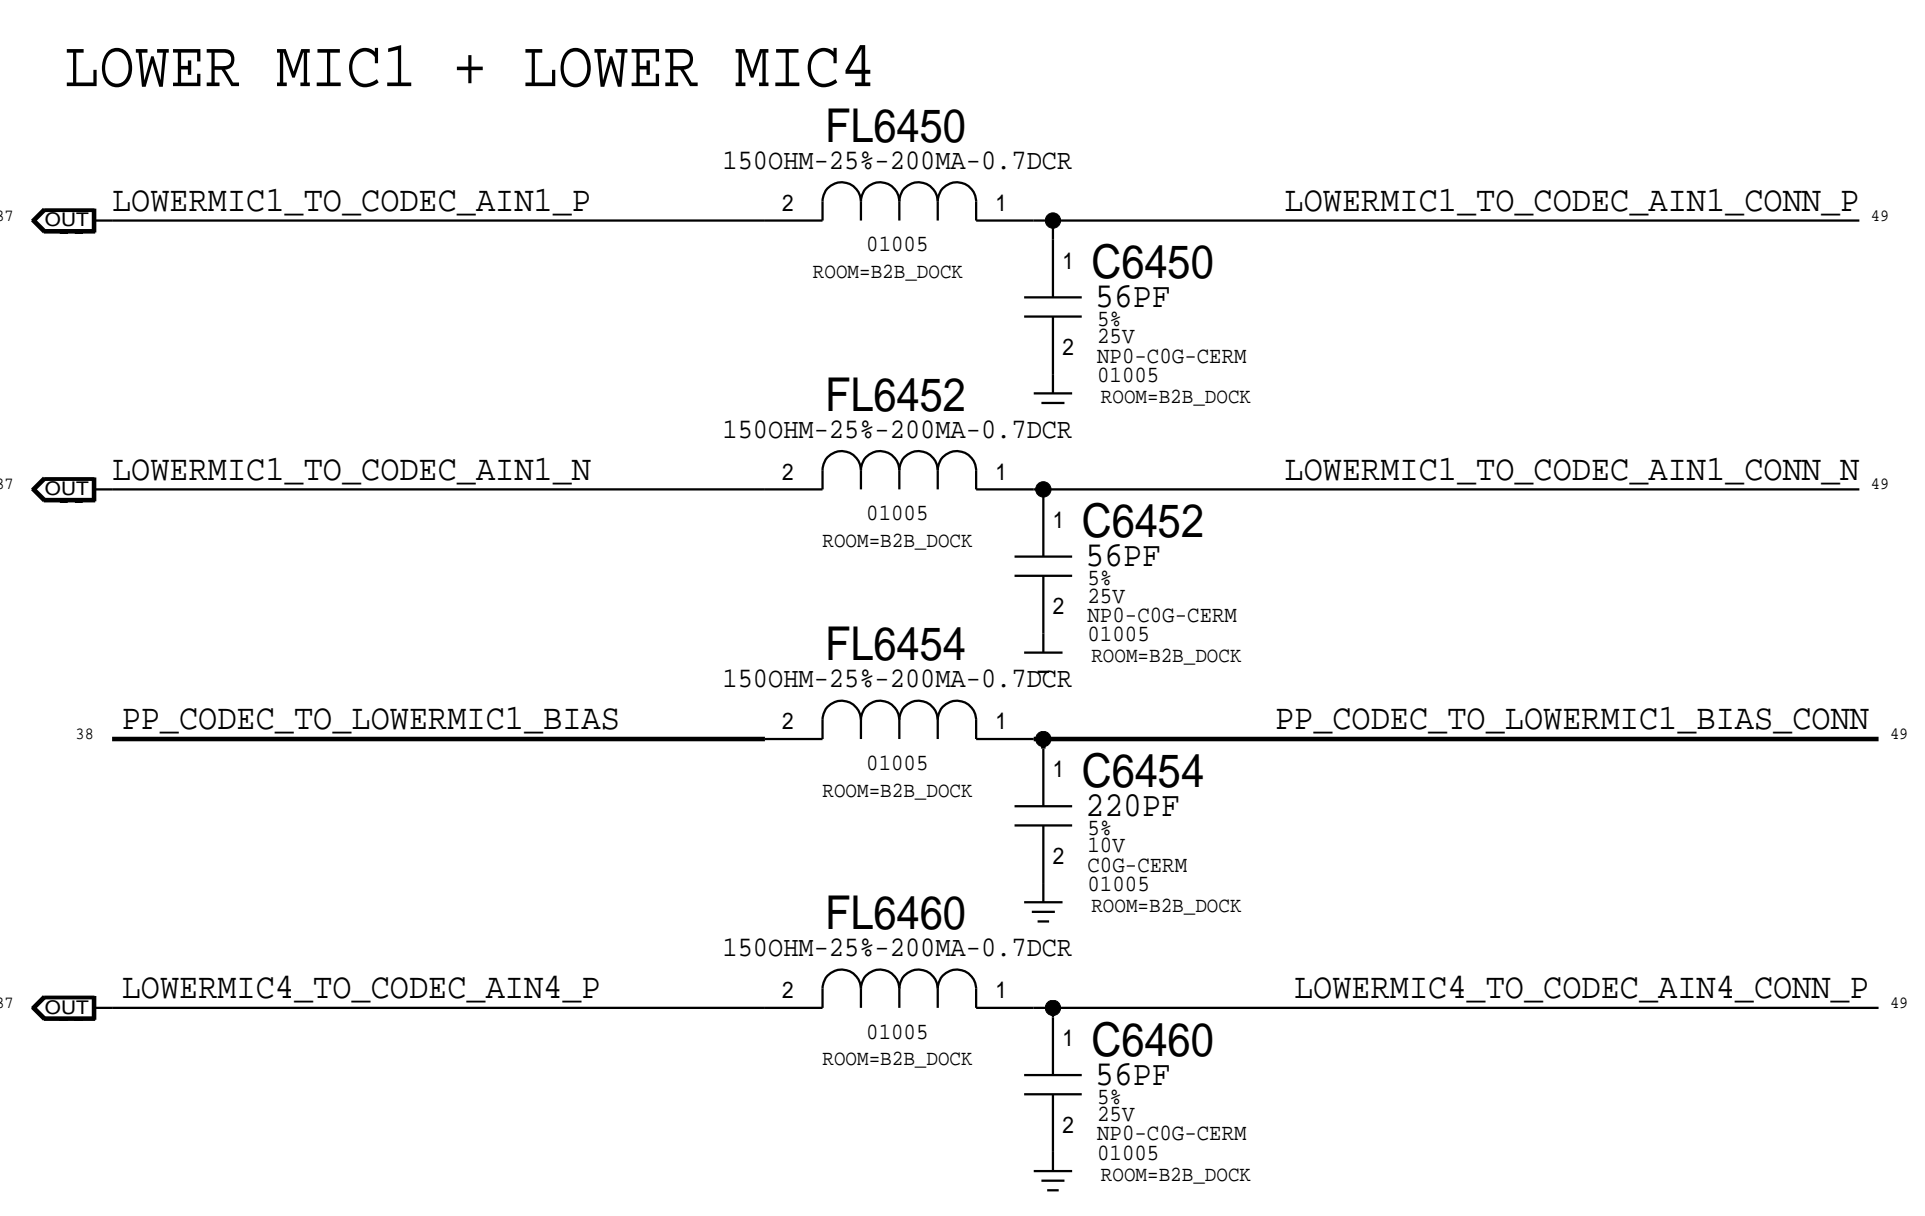 LOWER MIC1 + LOWER MIC4
FL6450
150OHM-25%-200MA-0.7DCR
37 OUT LOWERMIC1_TO_CODEC_AIN1_P 2 1 LOWERMIC1_TO_CODEC_AIN1_CONN_P 49
01005
ROOM=B2B_DOCK
1 C6450
56PF
5%
25V
2 NP0-C0G-CERM
01005
ROOM=B2B_DOCK
FL6452
150OHM-25%-200MA-0.7DCR
37 OUT LOWERMIC1_TO_CODEC_AIN1_N 2 1 LOWERMIC1_TO_CODEC_AIN1_CONN_N 49
01005
ROOM=B2B_DOCK
1 C6452
56PF
5%
25V
2 NP0-C0G-CERM
01005
ROOM=B2B_DOCK
FL6454
150OHM-25%-200MA-0.7DCR
38 PP_CODEC_TO_LOWERMIC1_BIAS 2 1 PP_CODEC_TO_LOWERMIC1_BIAS_CONN 49
01005
ROOM=B2B_DOCK
1 C6454
220PF
5%
10V
2 C0G-CERM
01005
ROOM=B2B_DOCK
FL6460
150OHM-25%-200MA-0.7DCR
37 OUT LOWERMIC4_TO_CODEC_AIN4_P 2 1 LOWERMIC4_TO_CODEC_AIN4_CONN_P 49
01005
ROOM=B2B_DOCK
1 C6460
56PF
5%
25V
2 NP0-C0G-CERM
01005
ROOM=B2B_DOCK